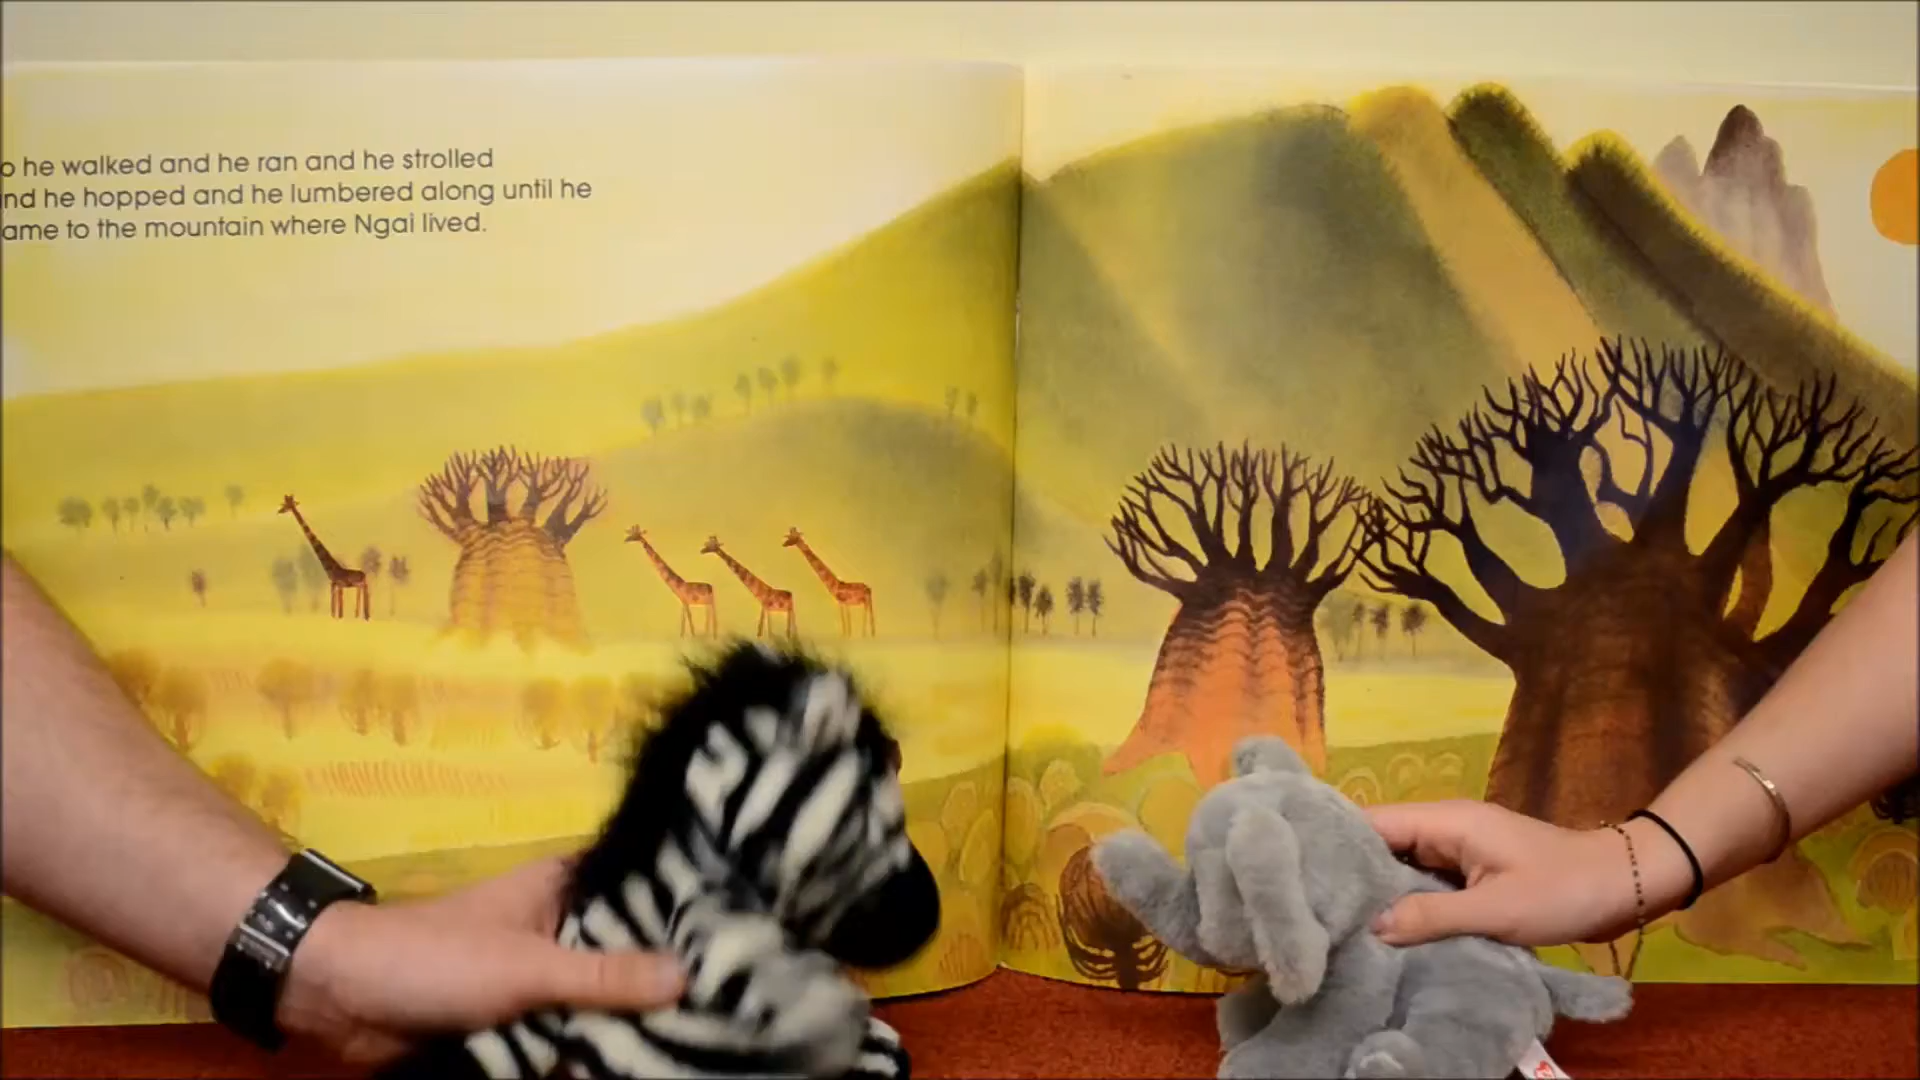 o he walked and he ran and he strolled
nd he hopped and he lumbered along until he
ame to the mountain where Ngai lived.